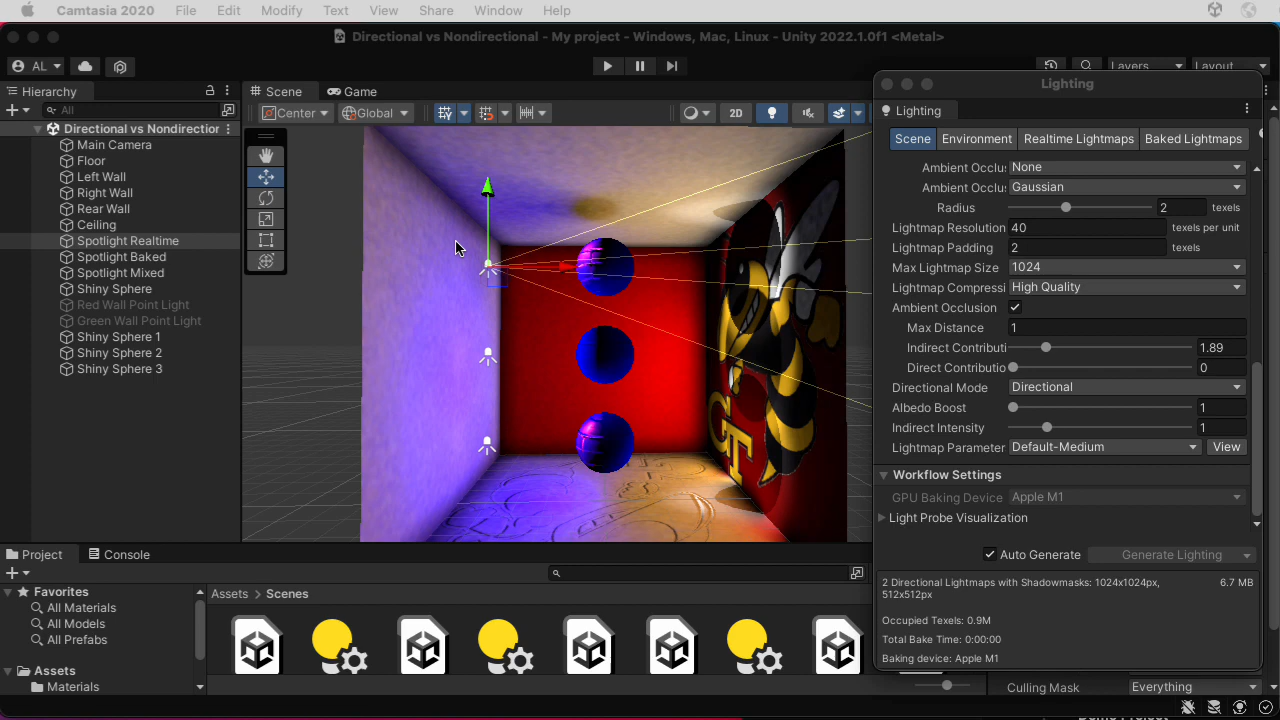 Camtasia 2020 File Edit Modify Text View Share Window Help
Directional vs Nondirectional - My project - Windows, Mac, Linux - Unity 2022.1.0f1 <Metal>
AL
Layers Layout
Hierarchy
All
Directional vs Nondirection
Main Camera
Floor
Left Wall
Right Wall
Rear Wall
Ceiling
Spotlight Realtime
Spotlight Baked
Spotlight Mixed
Shiny Sphere
Red Wall Point Light
Green Wall Point Light
Shiny Sphere 1
Shiny Sphere 2
Shiny Sphere 3
Scene Game
Center Global 2D
GT
Lighting
Lighting
Scene Environment Realtime Lightmaps Baked Lightmaps
Ambient Occlu: None
Ambient Occlu: Gaussian
Radius 2 texels
Lightmap Resolution 40 texels per unit
Lightmap Padding 2 texels
Max Lightmap Size 1024
Lightmap Compressi High Quality
Ambient Occlusion
Max Distance 1
Indirect Contributi 1.89
Direct Contributio 0
Directional Mode Directional
Albedo Boost 1
Indirect Intensity 1
Lightmap Parameter Default-Medium View
Workflow Settings
GPU Baking Device Apple M1
Light Probe Visualization
Auto Generate Generate Lighting
2 Directional Lightmaps with Shadowmasks: 1024x1024px, 6.7 MB
512x512px
Occupied Texels: 0.9M
Total Bake Time: 0:00:00
Baking device: Apple M1
Culling Mask Everything
Project Console
Favorites
All Materials
All Models
All Prefabs
Assets
Materials
Assets > Scenes